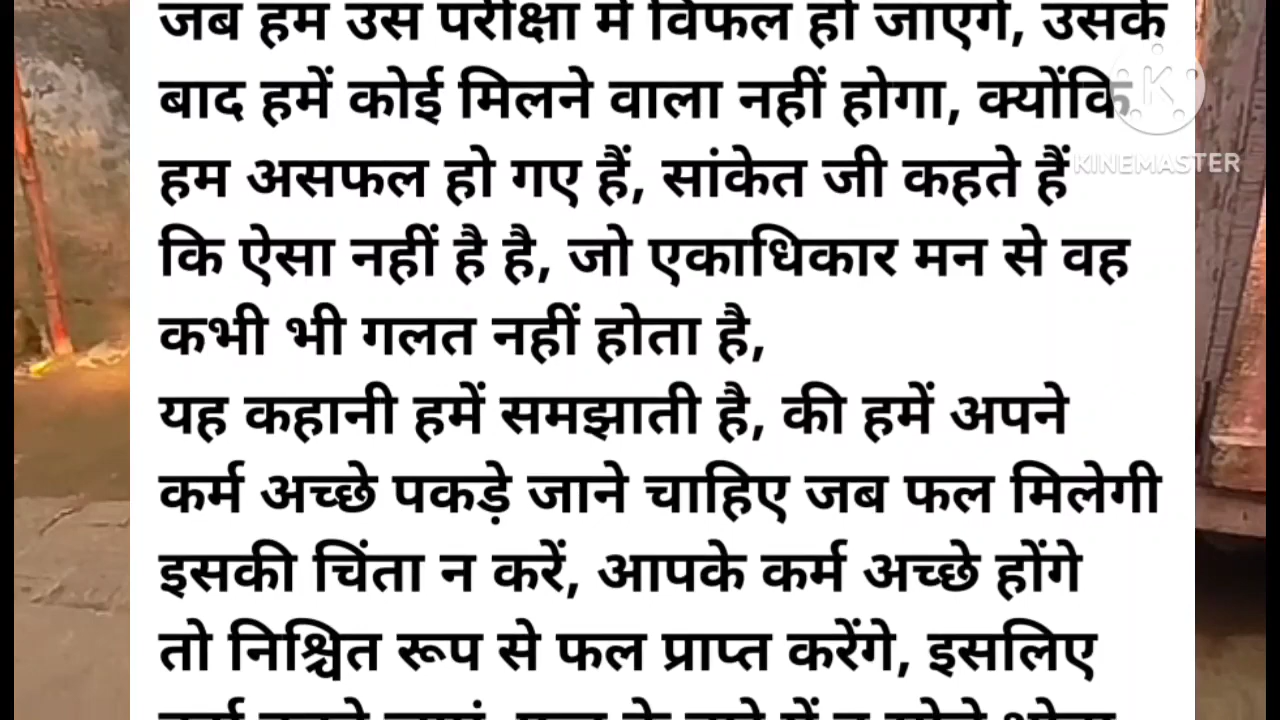 जब हम उस परीक्षा में विफल हो जाएंगे, उसके
बाद हमें कोई मिलने वाला नहीं होगा, क्योंकि
KINEMASTER
हम असफल हो गए हैं, सांकेत जी कहते हैं
कि ऐसा नहीं है है, जो एकाधिकार मन से वह
कभी भी गलत नहीं होता है,
यह कहानी हमें समझाती है, की हमें अपने
कर्म अच्छे पकड़े जाने चाहिए जब फल मिलेगी
इसकी चिंता न करें, आपके कर्म अच्छे होंगे
तो निश्चित रूप से फल प्राप्त करेंगे, इसलिए